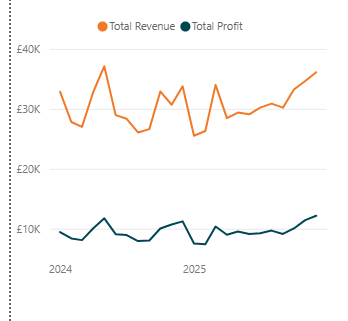 Total Revenue Total Profit
£40K
£30K
£20K
£10K
2024 2025